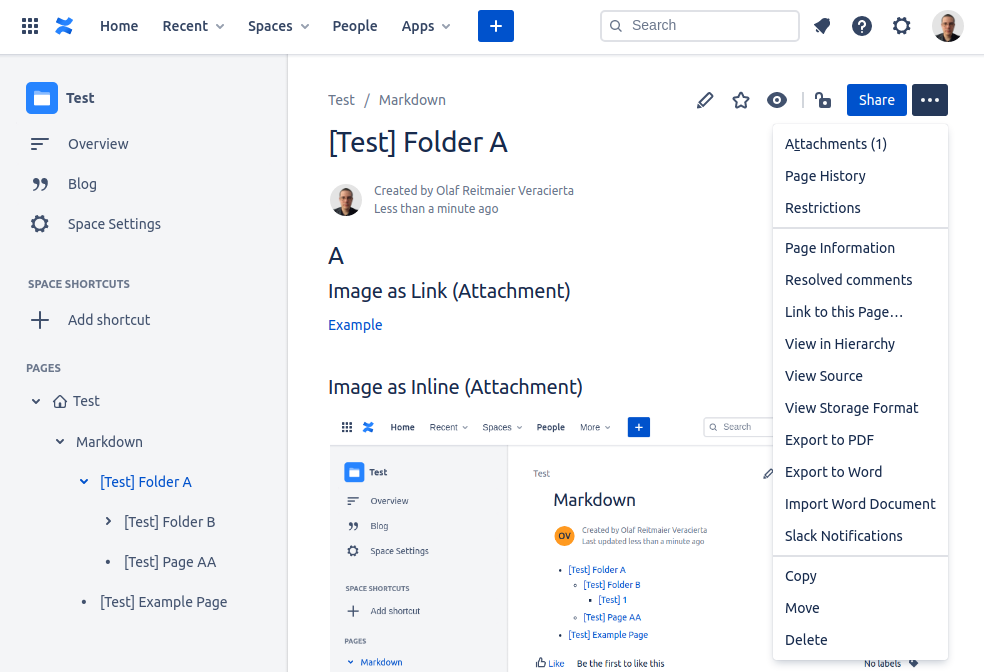 Home Recent Spaces People Apps + Search
Test
Overview
Blog
Space Settings
SPACE SHORTCUTS
Add shortcut
PAGES
Test
Markdown
[Test] Folder A
[Test] Folder B
[Test] Page AA
[Test] Example Page
Test / Markdown
Share
[Test] Folder A
Created by Olaf Reitmaier Veracierta
Less than a minute ago
A
Image as Link (Attachment)
Example
Image as Inline (Attachment)
Home Recent Spaces People More + Search
Test
Overview
Blog
Space Settings
SPACE SHORTCUTS
Add shortcut
PAGES
Markdown
Test
Markdown
OV
Created by Olaf Reitmaier Veracierta
Last updated less than a minute ago
[Test] Folder A
[Test] Folder B
[Test] 1
[Test] Page AA
[Test] Example Page
Like Be the first to like this
No labels
Attachments (1)
Page History
Restrictions
Page Information
Resolved comments
Link to this Page…
View in Hierarchy
View Source
View Storage Format
Export to PDF
Export to Word
Import Word Document
Slack Notifications
Copy
Move
Delete